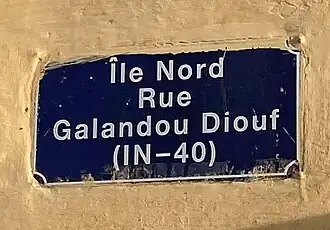 Île Nord
Rue
Galandou Diouf
(IN-40)